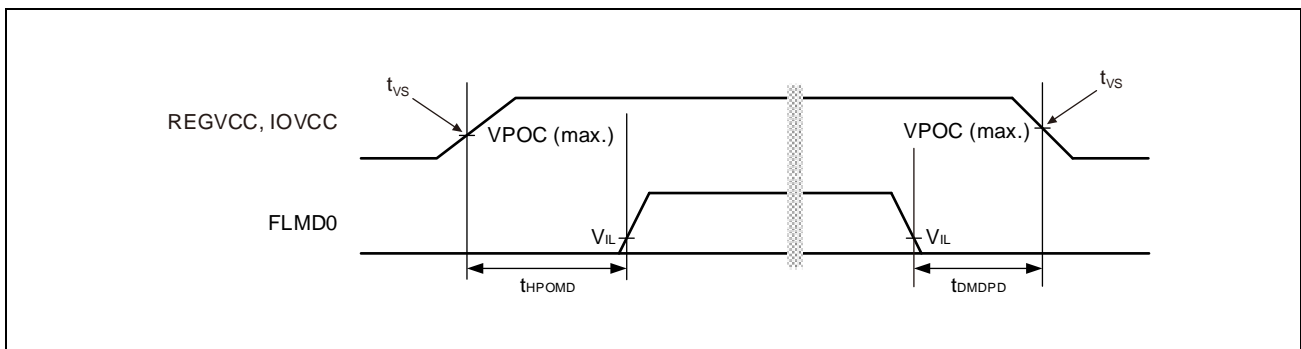 tVS
tVS
REGVCC, IOVCC
VPOC (max.)
VPOC (max.)
FLMD0
VIL
VIL
tHPOMD
tDMDPD